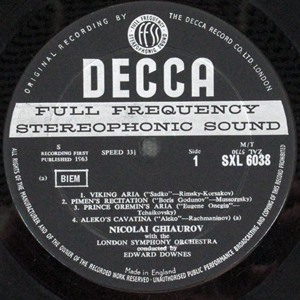 ORIGINAL RECORDING BY
THE DECCA RECORD CO. LTD. LONDON
FULL FREQUENCY
ffss
STEREOPHONIC SOUND
DECCA
FULL FREQUENCY
STEREOPHONIC SOUND
S
RECORDING FIRST
PUBLISHED 1963
SPEED 33⅓
Side
1
M/T
ZAL. 5730
SXL 6038
(a) BIEM
1. VIKING ARIA ("Sadko"—Rimsky-Korsakov)
2. PIMEN'S RECITATION ("Boris Godunov"—Mussorgsky)
3. PRINCE GREMIN'S ARIA ("Eugene Onegin"—
Tchaikovsky)
4. ALEKO'S CAVATINA ("Aleko"—Rachmaninov) (a)
NICOLAI GHIAUROV
with the
LONDON SYMPHONY ORCHESTRA
conducted by
EDWARD DOWNES
Made in England
ALL RIGHTS OF THE MANUFACTURER AND OF THE OWNER OF THE RECORDED WORK RESERVED
UNAUTHORISED PUBLIC PERFORMANCE BROADCASTING AND COPYING OF THIS RECORD PROHIBITED